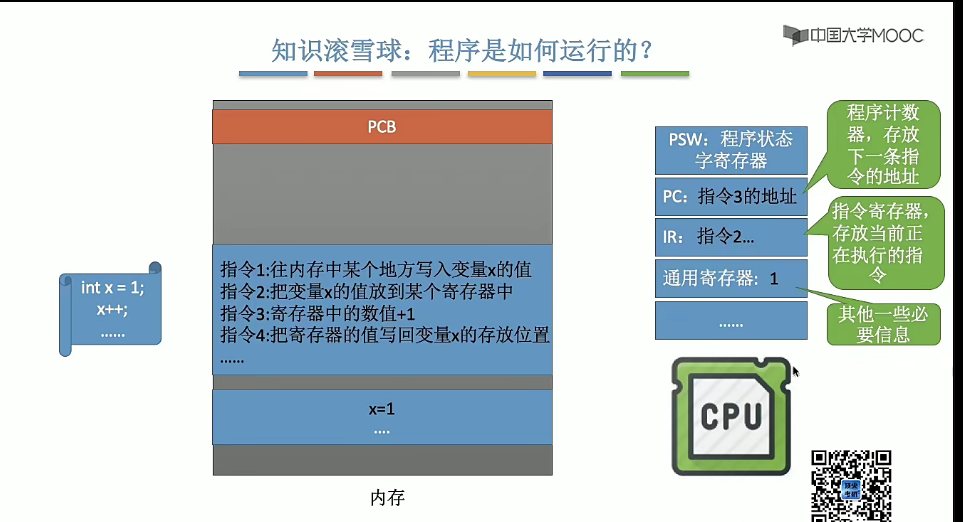 中国大学MOOC
知识滚雪球：程序是如何运行的？
PCB
int x = 1;
x++;
……
指令1:往内存中某个地方写入变量x的值
指令2:把变量x的值放到某个寄存器中
指令3:寄存器中的数值+1
指令4:把寄存器的值写回变量x的存放位置
……
x=1
....
内存
PSW：程序状态
字寄存器
PC：指令3的地址
IR： 指令2...
通用寄存器：1
……
程序计数
器，存放
下一条指
令的地址
指令寄存器，
存放当前正
在执行的指
令
其他一些必
要信息
CPU